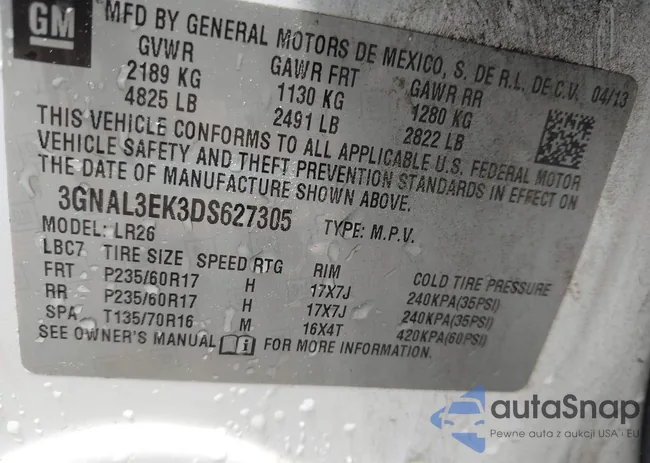 GM
MFD BY GENERAL MOTORS DE MEXICO, S. DE R.L. DE C.V. 04/13
GVWR GAWR FRT GAWR RR
2189 KG 1130 KG 1280 KG
4825 LB 2491 LB 2822 LB
THIS VEHICLE CONFORMS TO ALL APPLICABLE U.S. FEDERAL MOTOR
VEHICLE SAFETY AND THEFT PREVENTION STANDARDS IN EFFECT ON
THE DATE OF MANUFACTURE SHOWN ABOVE.
3GNAL3EK3DS627305 TYPE: M.P.V.
MODEL: LR26
LBC7 TIRE SIZE SPEED RTG RIM COLD TIRE PRESSURE
FRT P235/60R17 H 17X7J 240KPA(35PSI)
RR P235/60R17 H 17X7J 240KPA(35PSI)
SPA T135/70R16 M 16X4T 420KPA(60PSI)
SEE OWNER'S MANUAL i FOR MORE INFORMATION.
autaSnap
Pewne auta z aukcji USA - EU